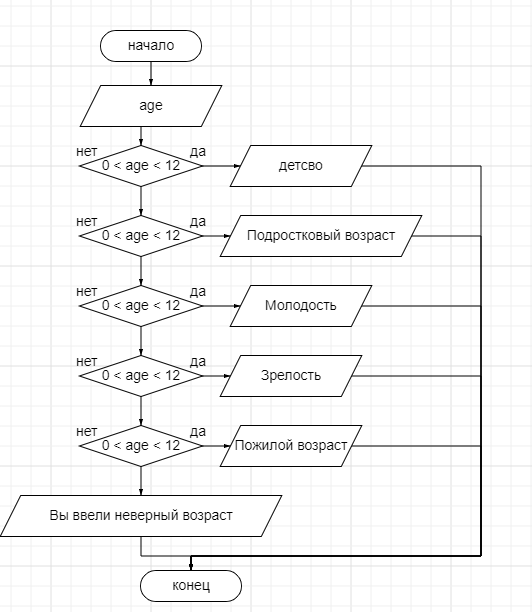 начало
age
нет
да
0 < age < 12
детсво
нет
да
0 < age < 12
Подростковый возраст
нет
да
0 < age < 12
Молодость
нет
да
0 < age < 12
Зрелость
нет
да
0 < age < 12
Пожилой возраст
Вы ввели неверный возраст
конец